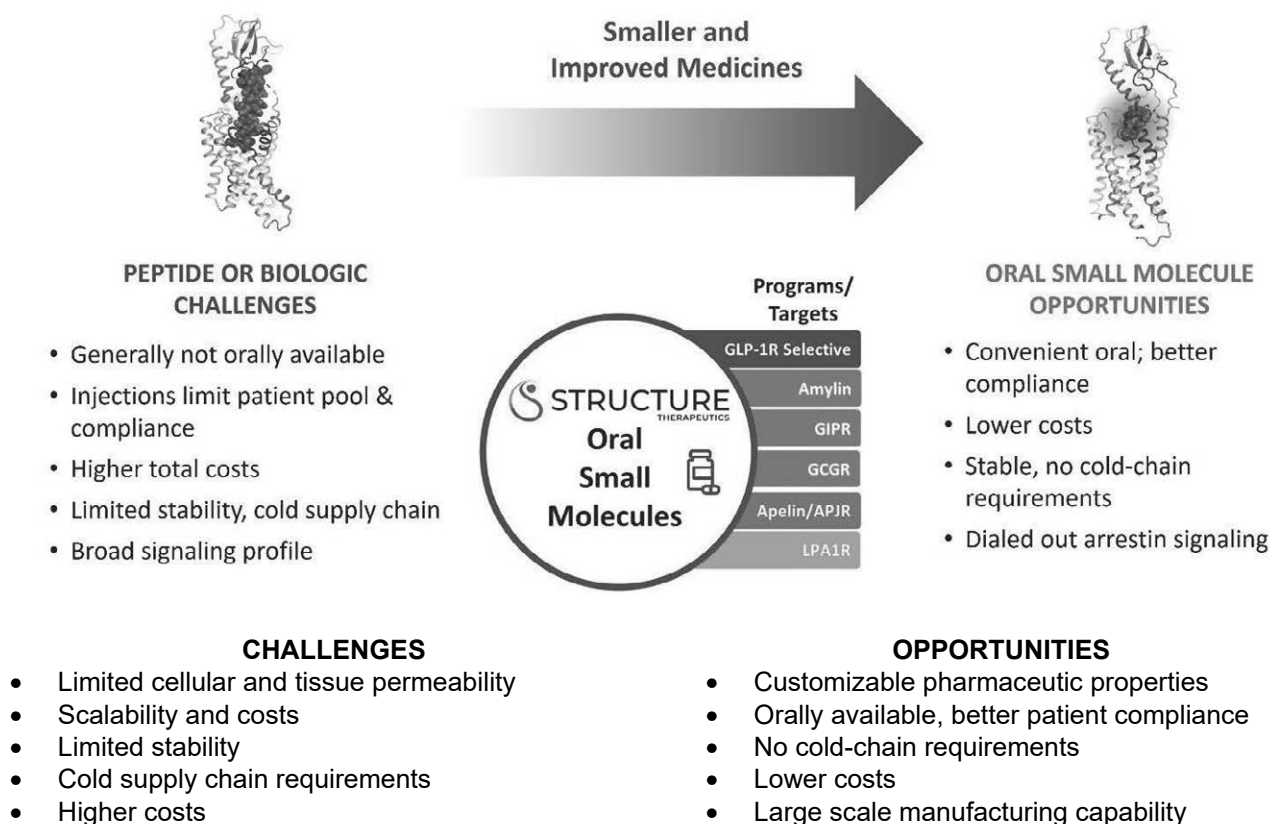 Smaller and
Improved Medicines
PEPTIDE OR BIOLOGIC
CHALLENGES
• Generally not orally available
• Injections limit patient pool &
compliance
• Higher total costs
• Limited stability, cold supply chain
• Broad signaling profile
STRUCTURE
THERAPEUTICS
Oral
Small
Molecules
Programs/
Targets
GLP-1R Selective
Amylin
GIPR
GCGR
Apelin/APJR
LPA1R
ORAL SMALL MOLECULE
OPPORTUNITIES
• Convenient oral; better
compliance
• Lower costs
• Stable, no cold-chain
requirements
• Dialed out arrestin signaling
CHALLENGES
• Limited cellular and tissue permeability
• Scalability and costs
• Limited stability
• Cold supply chain requirements
• Higher costs
OPPORTUNITIES
• Customizable pharmaceutic properties
• Orally available, better patient compliance
• No cold-chain requirements
• Lower costs
• Large scale manufacturing capability